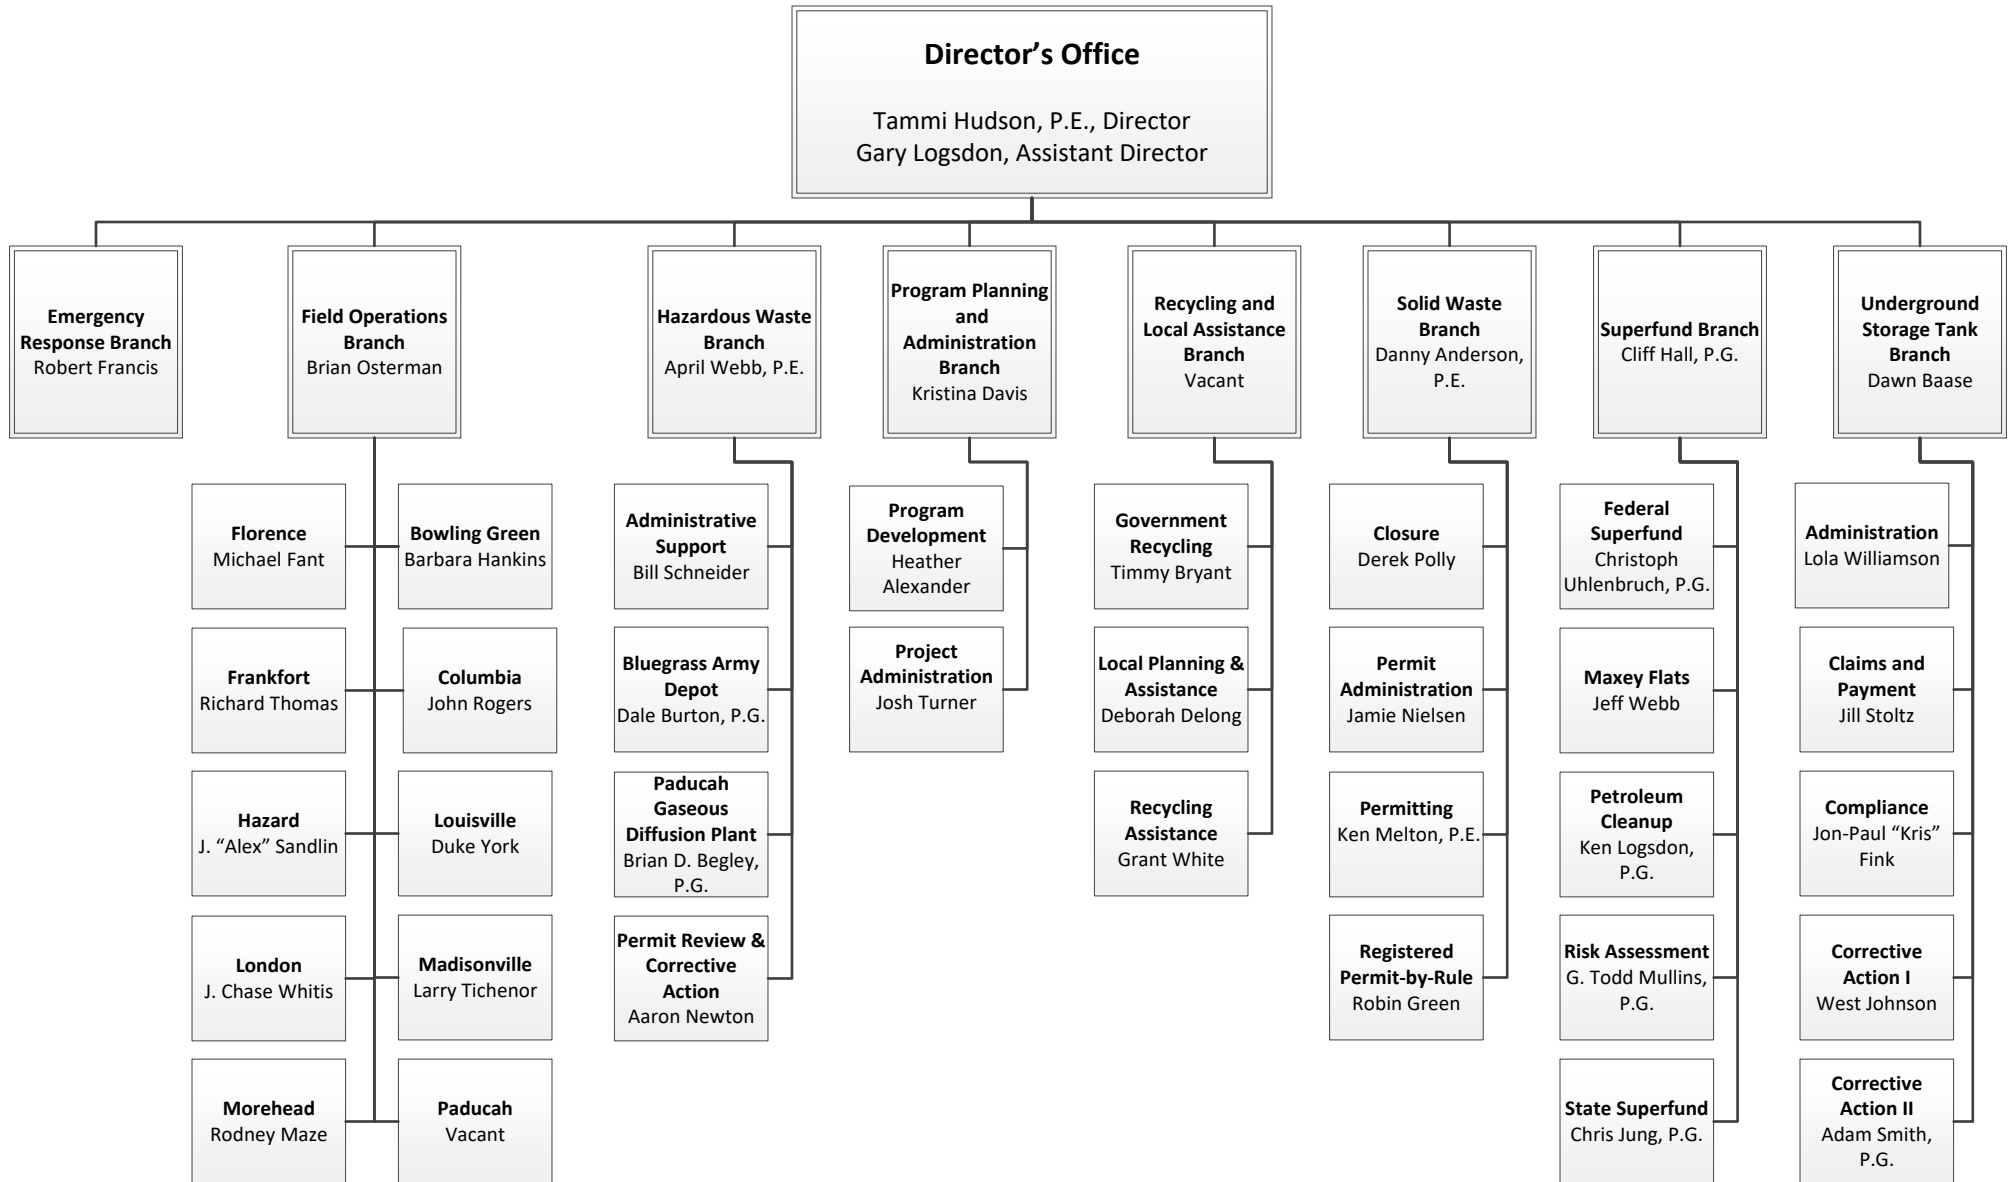 Director’s Office
Tammi Hudson, P.E., Director
Gary Logsdon, Assistant Director
Emergency
Response Branch
Robert Francis
Field Operations
Branch
Brian Osterman
Hazardous Waste
Branch
April Webb, P.E.
Program Planning
and
Administration
Branch
Kristina Davis
Recycling and
Local Assistance
Branch
Vacant
Solid Waste
Branch
Danny Anderson,
P.E.
Superfund Branch
Cliff Hall, P.G.
Underground
Storage Tank
Branch
Dawn Baase
Florence
Michael Fant
Bowling Green
Barbara Hankins
Frankfort
Richard Thomas
Columbia
John Rogers
Hazard
J. “Alex” Sandlin
Louisville
Duke York
London
J. Chase Whitis
Madisonville
Larry Tichenor
Morehead
Rodney Maze
Paducah
Vacant
Administrative
Support
Bill Schneider
Bluegrass Army
Depot
Dale Burton, P.G.
Paducah
Gaseous
Diffusion Plant
Brian D. Begley,
P.G.
Permit Review &
Corrective
Action
Aaron Newton
Program
Development
Heather
Alexander
Project
Administration
Josh Turner
Government
Recycling
Timmy Bryant
Local Planning &
Assistance
Deborah Delong
Recycling
Assistance
Grant White
Closure
Derek Polly
Permit
Administration
Jamie Nielsen
Permitting
Ken Melton, P.E.
Registered
Permit-by-Rule
Robin Green
Federal
Superfund
Christoph
Uhlenbruch, P.G.
Maxey Flats
Jeff Webb
Petroleum
Cleanup
Ken Logsdon,
P.G.
Risk Assessment
G. Todd Mullins,
P.G.
State Superfund
Chris Jung, P.G.
Administration
Lola Williamson
Claims and
Payment
Jill Stoltz
Compliance
Jon-Paul “Kris”
Fink
Corrective
Action I
West Johnson
Corrective
Action II
Adam Smith,
P.G.